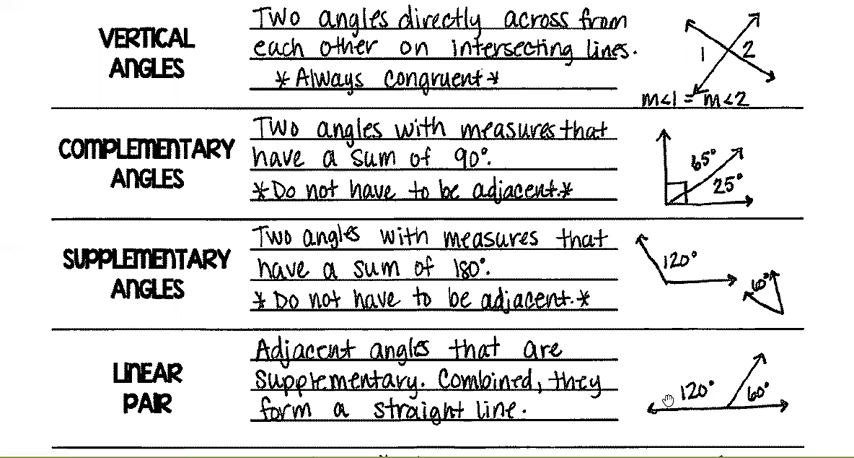 VERTICAL
ANGLES
Two angles directly across from
each other on intersecting lines.
*Always congruent*
1 2
m<1 = m<2
COMPLEMENTARY
ANGLES
Two angles with measures that
have a sum of 90°.
*Do not have to be adjacent.*
65°
25°
SUPPLEMENTARY
ANGLES
Two angles with measures that
have a sum of 180°.
*Do not have to be adjacent.*
120°
60°
LINEAR
PAIR
Adjacent angles that are
supplementary. Combined, they
form a straight line.
120° 60°